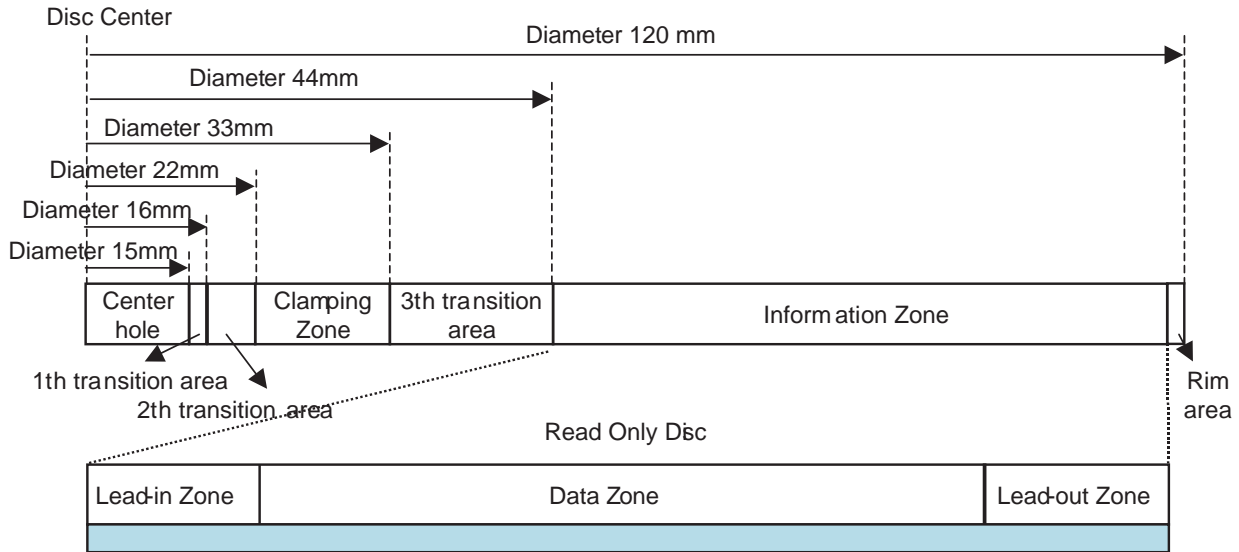 Disc Center
Diameter 120 mm
Diameter 44mm
Diameter 33mm
Diameter 22mm
Diameter 16mm
Diameter 15mm
Center
hole
Clamping
Zone
3th transition
area
Information Zone
1th transition area
2th transition area
Rim
area
Read Only Disc
Lead-in Zone
Data Zone
Lead-out Zone